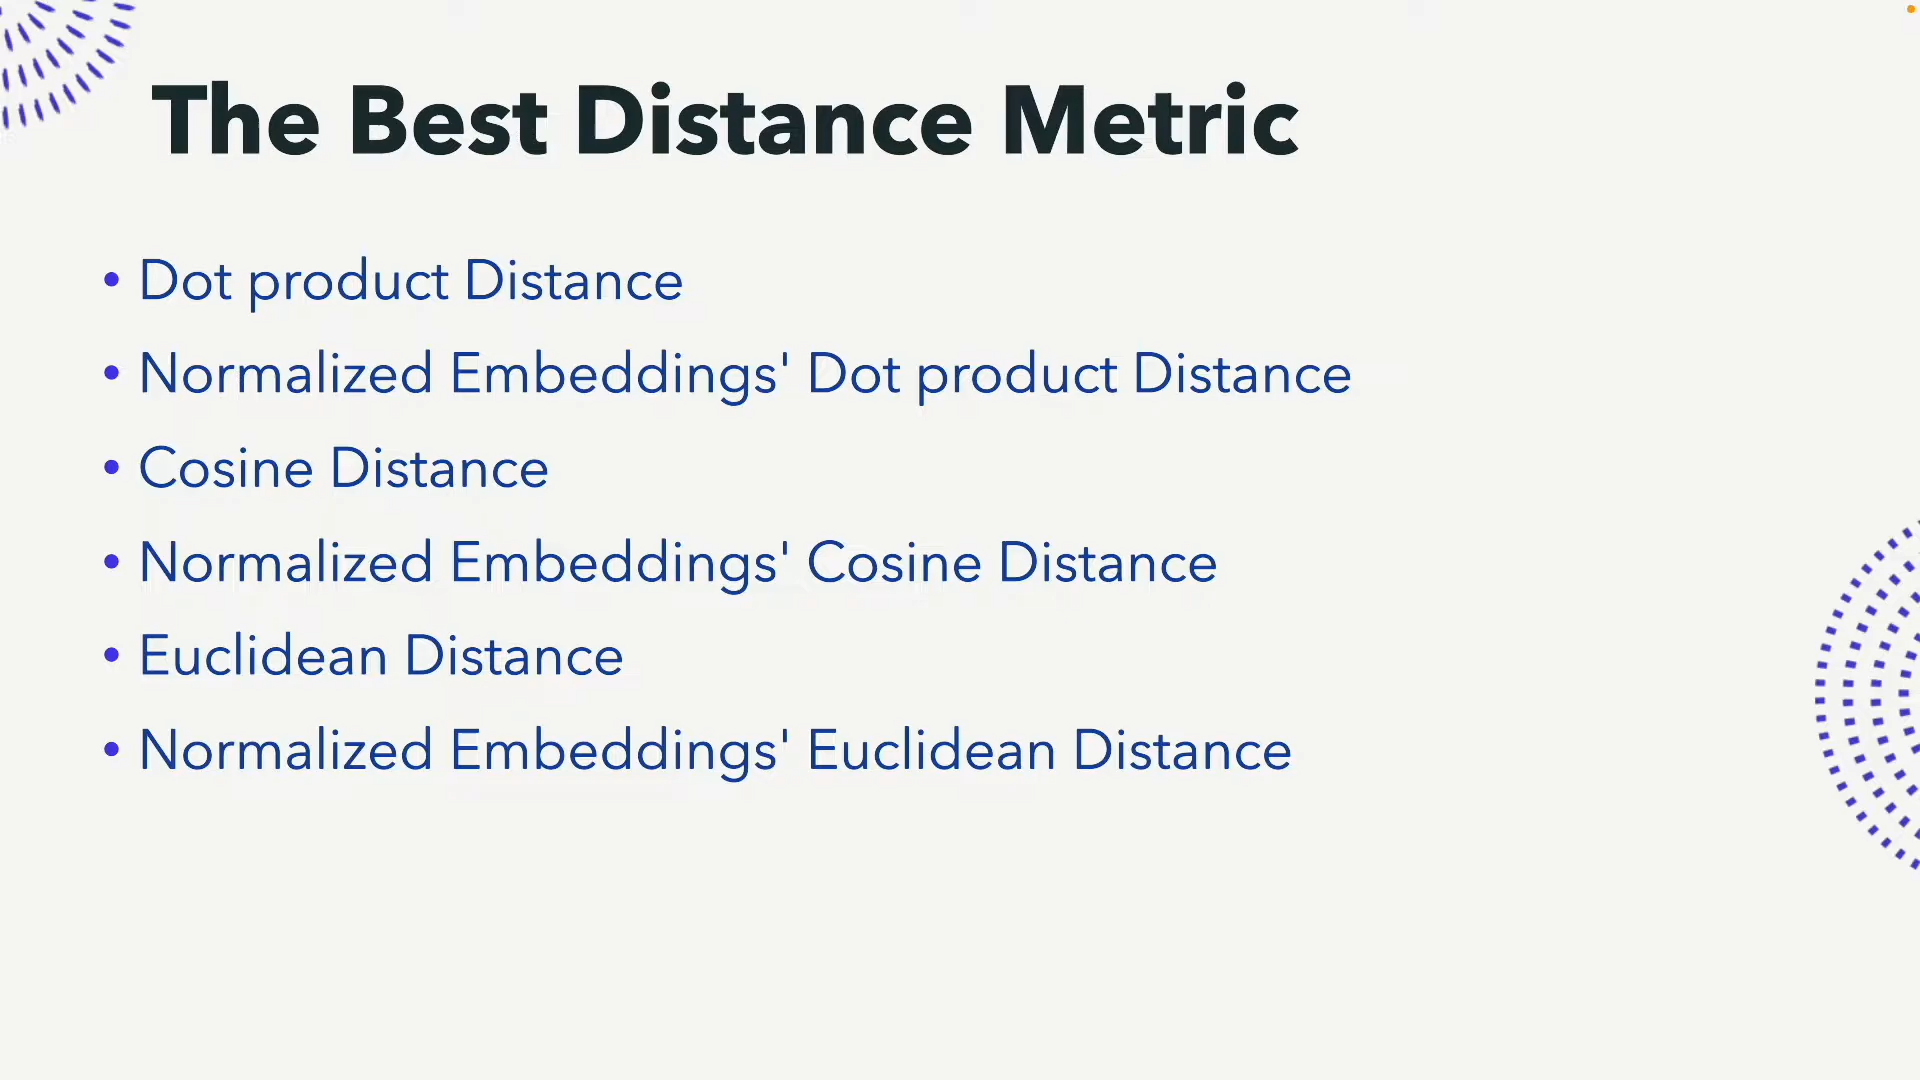 The Best Distance Metric
• Dot product Distance
• Normalized Embeddings' Dot product Distance
• Cosine Distance
• Normalized Embeddings' Cosine Distance
• Euclidean Distance
• Normalized Embeddings' Euclidean Distance